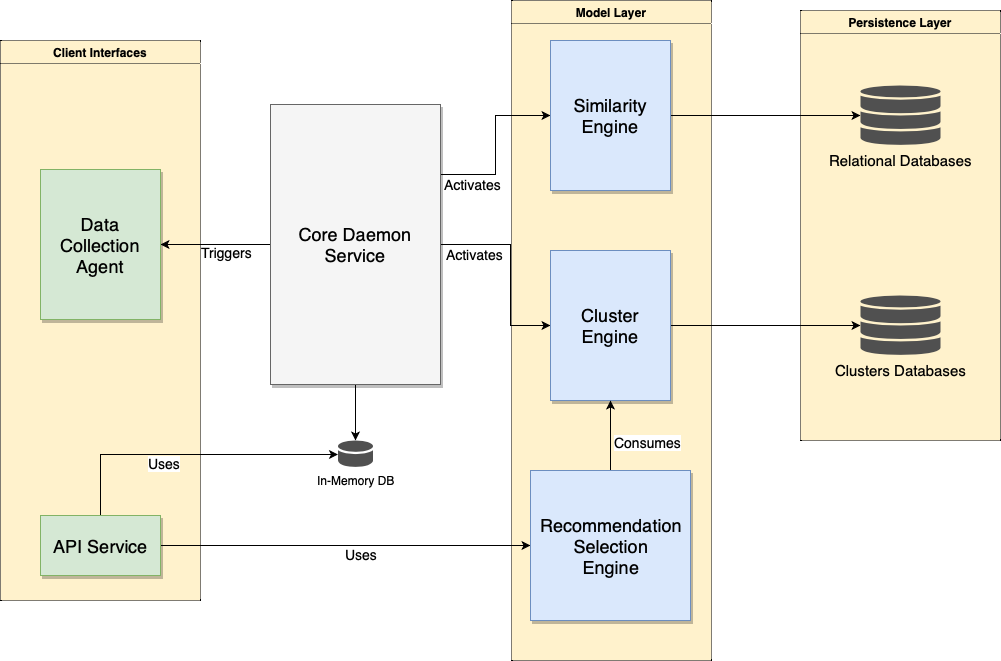 Client Interfaces
Model Layer
Persistence Layer
Data
Collection
Agent
Triggers
Core Daemon
Service
Activates
Activates
Similarity
Engine
Relational Databases
Cluster
Engine
Clusters Databases
Consumes
Uses
In-Memory DB
API Service
Uses
Recommendation
Selection
Engine